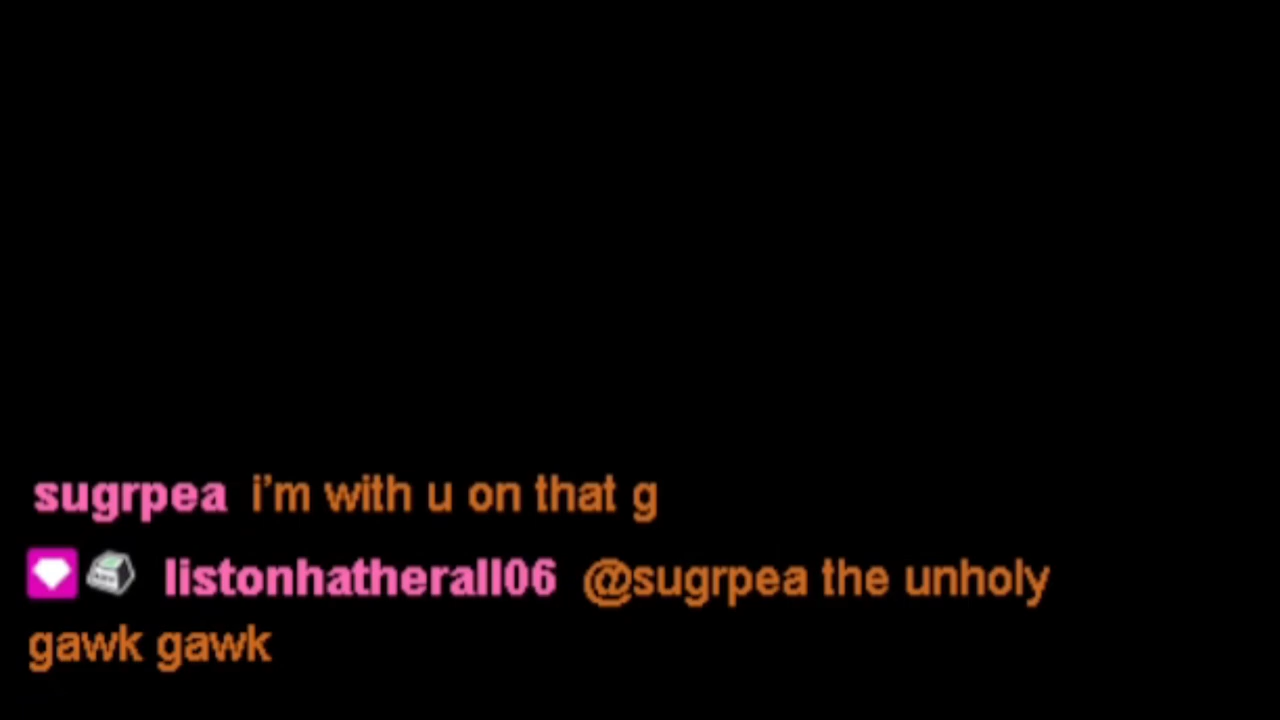 sugrpea i'm with u on that g
listonhatherall06 @sugrpea the unholy
gawk gawk